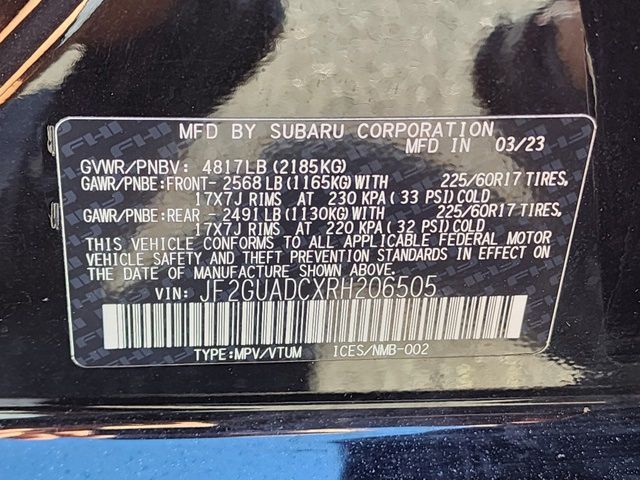 MFD BY SUBARU CORPORATION
MFD IN 03/23
GVWR/PNBV: 4817LB (2185KG)
GAWR/PNBE:FRONT- 2568 LB (1165KG)WITH 225/60R17 TIRES,
17X7J RIMS AT 230 KPA ( 33 PSI) COLD
GAWR/PNBE:REAR - 2491 LB (1130KG)WITH 225/60R17 TIRES,
17X7J RIMS AT 220 KPA ( 32 PSI) COLD
THIS VEHICLE CONFORMS TO ALL APPLICABLE FEDERAL MOTOR
VEHICLE SAFETY AND THEFT PREVENTION STANDARDS IN EFFECT ON
THE DATE OF MANUFACTURE SHOWN ABOVE.
VIN: JF2GUADCXRH206505
TYPE:MPV/VTUM ICES/NMB-002